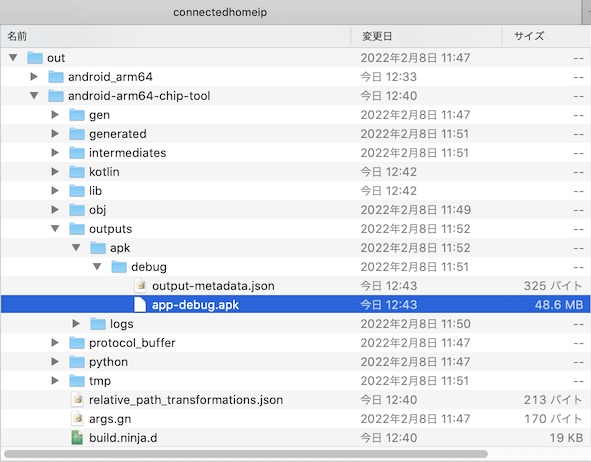 connectedhomeip
名前 変更日 サイズ
out 2022年2月8日 11:47 --
android_arm64 今日 12:33 --
android-arm64-chip-tool 今日 12:40 --
gen 2022年2月8日 11:47 --
generated 2022年2月8日 11:51 --
intermediates 2022年2月8日 11:51 --
kotlin 今日 12:42 --
lib 今日 12:42 --
obj 2022年2月8日 11:49 --
outputs 2022年2月8日 11:52 --
apk 2022年2月8日 11:52 --
debug 2022年2月8日 11:51 --
output-metadata.json 今日 12:43 325 バイト
app-debug.apk 今日 12:43 48.6 MB
logs 2022年2月8日 11:50 --
protocol_buffer 2022年2月8日 11:47 --
python 2022年2月8日 11:47 --
tmp 2022年2月8日 11:51 --
relative_path_transformations.json 今日 12:40 213 バイト
args.gn 2022年2月8日 11:47 170 バイト
build.ninja.d 今日 12:40 19 KB